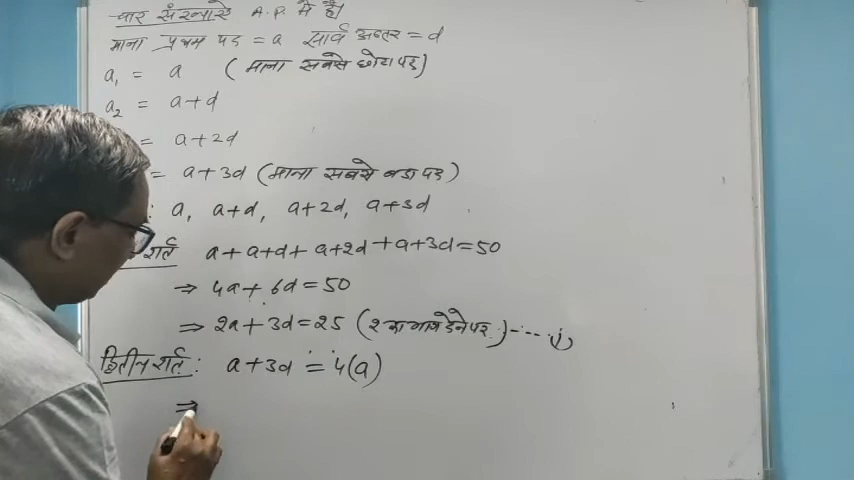 चार संख्याऐं A.P. में है।
माना प्रथम पद = a सार्व अन्तर = d
a₁ = a (माना सबसे छोटा पद)
a₂ = a+d
= a+2d
= a+3d (माना सबसे बडा पद)
: a, a+d, a+2d, a+3d
शर्त a+a+d+a+2d+a+3d=50
⇒ 4a+6d=50
⇒ 2a+3d=25 (2 का भाग देने पर)-----(i)
द्वितीय शर्त: a+3d = 4(a)
⇒